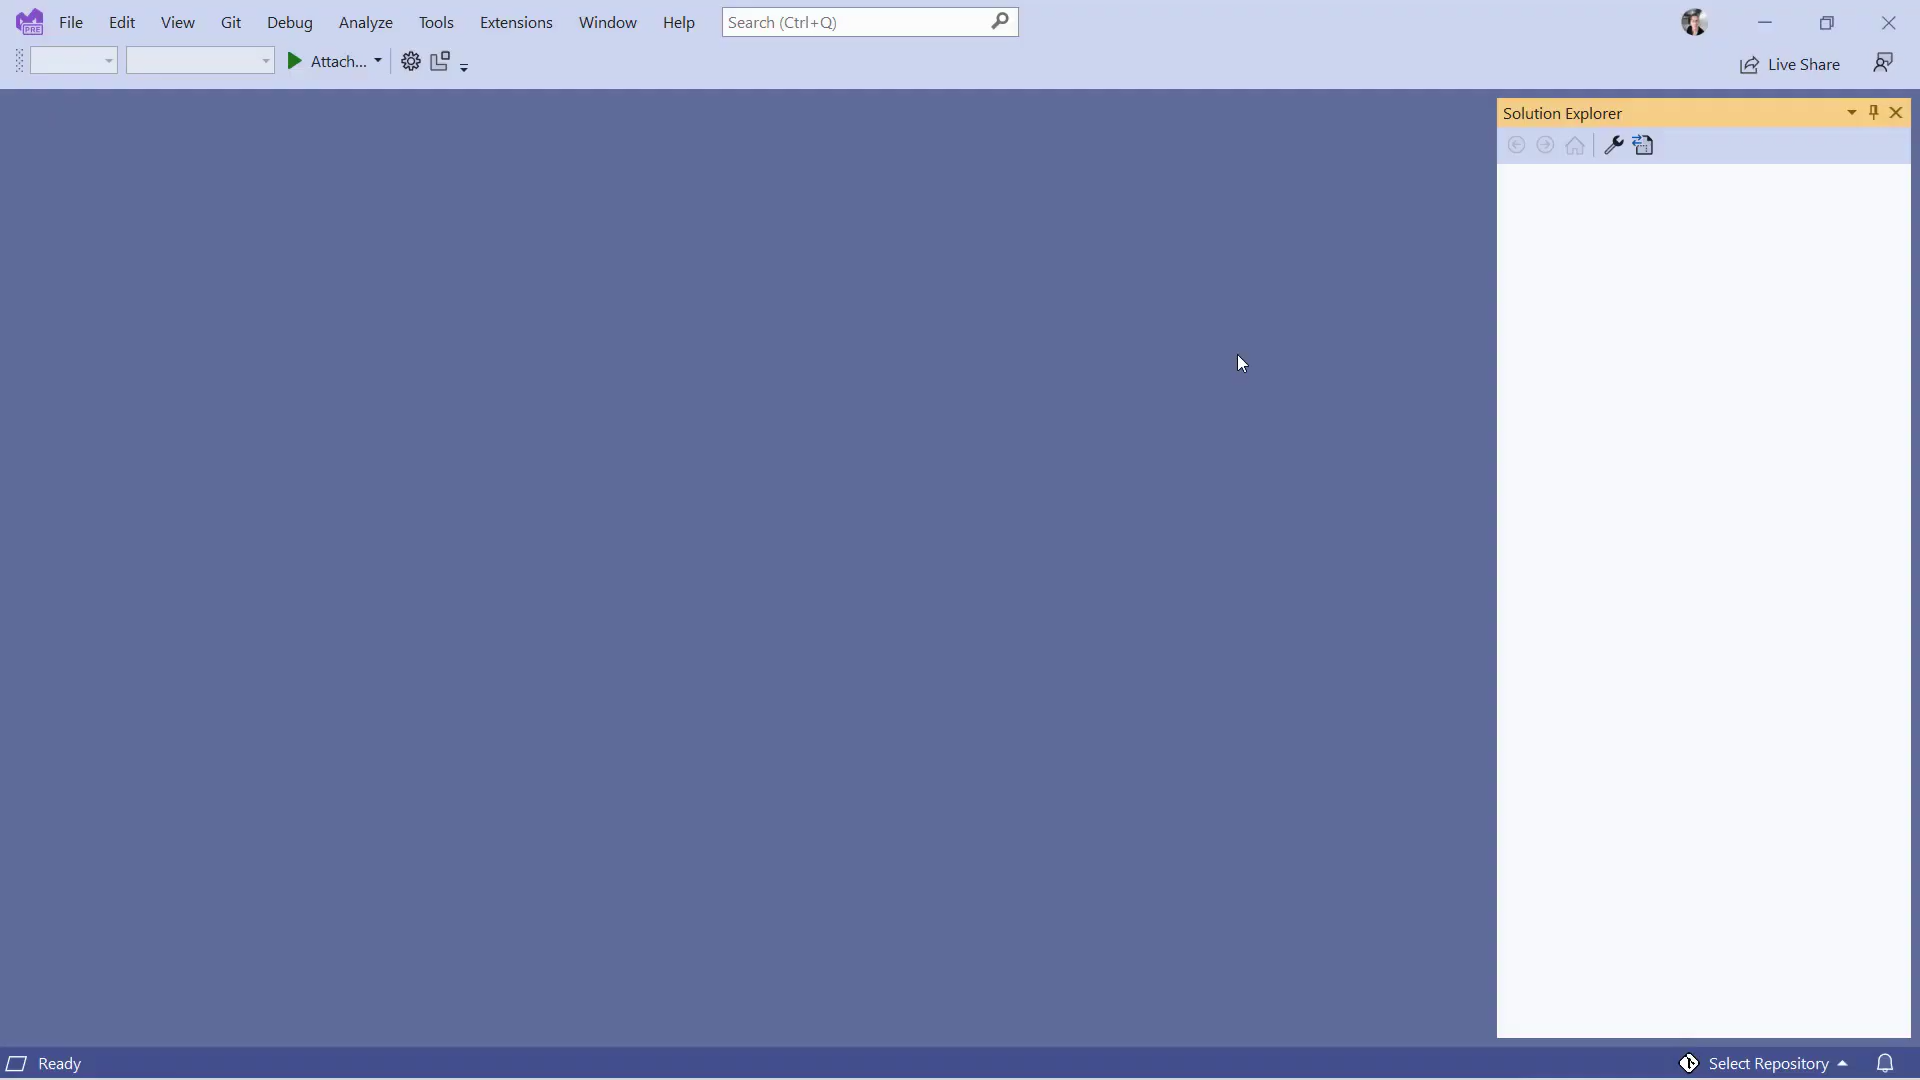 PRE File Edit View Git Debug Analyze Tools Extensions Window Help Search (Ctrl+Q)
Attach... Live Share
Solution Explorer
Ready Select Repository